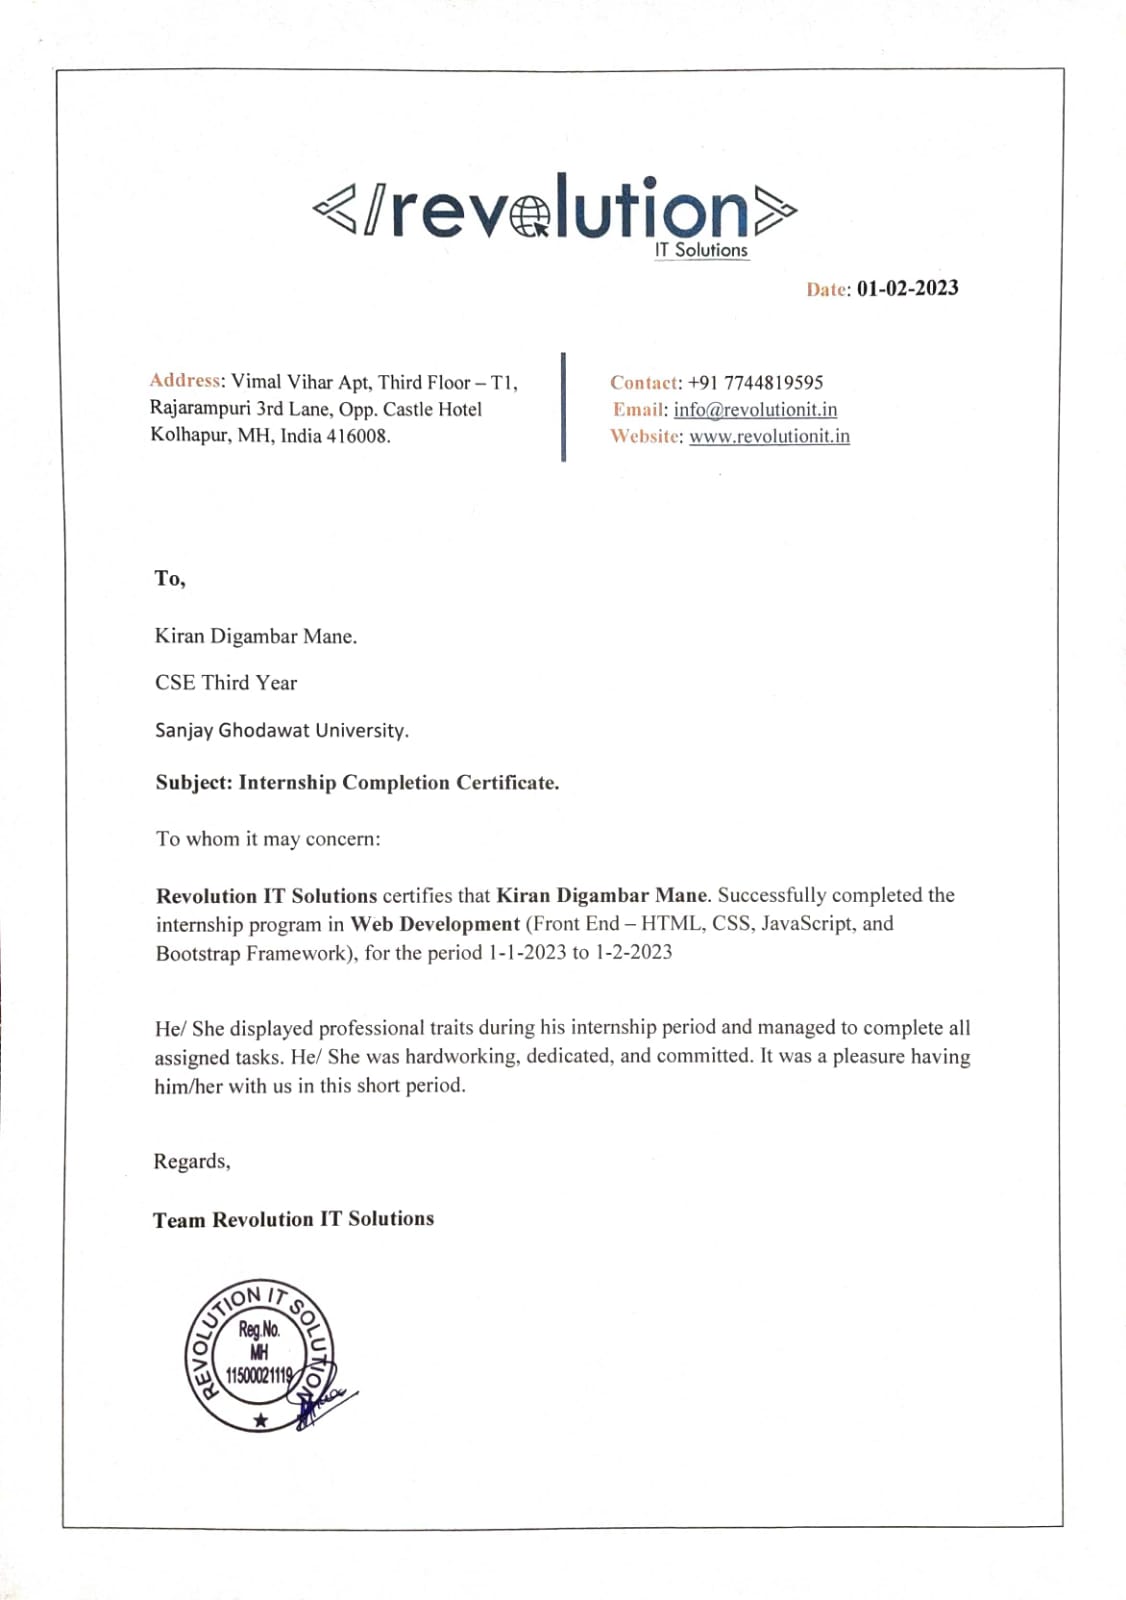 </revolution>
IT Solutions
Date: 01-02-2023
Address: Vimal Vihar Apt, Third Floor – T1,
Rajarampuri 3rd Lane, Opp. Castle Hotel
Kolhapur, MH, India 416008.
Contact: +91 7744819595
Email: info@revolutionit.in
Website: www.revolutionit.in
To,
Kiran Digambar Mane.
CSE Third Year
Sanjay Ghodawat University.
Subject: Internship Completion Certificate.
To whom it may concern:
Revolution IT Solutions certifies that Kiran Digambar Mane. Successfully completed the
internship program in Web Development (Front End – HTML, CSS, JavaScript, and
Bootstrap Framework), for the period 1-1-2023 to 1-2-2023
He/ She displayed professional traits during his internship period and managed to complete all
assigned tasks. He/ She was hardworking, dedicated, and committed. It was a pleasure having
him/her with us in this short period.
Regards,
Team Revolution IT Solutions
REVOLUTION IT SOLUTION
Reg.No.
MH
11500021119